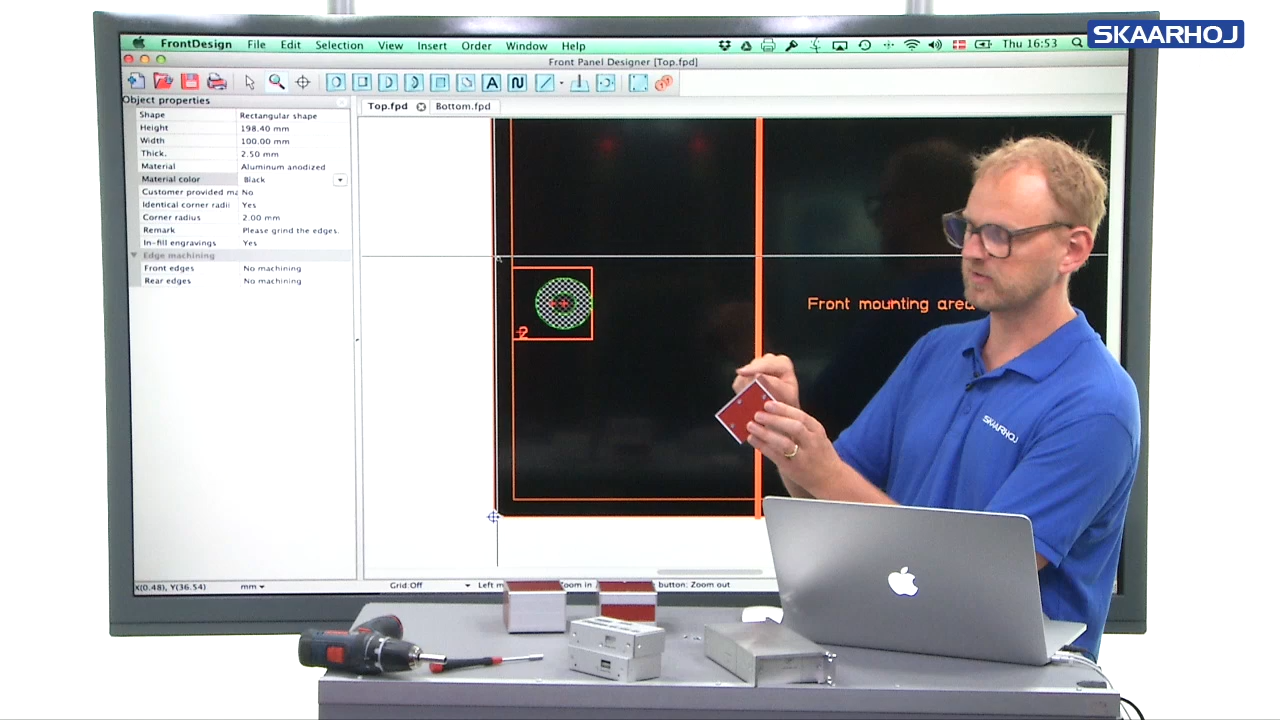 SKAARHOJ
FrontDesign File Edit Selection View Insert Order Window Help Thu 16:53
Front Panel Designer [Top.fpd]
Object properties
Top.fpd Bottom.fpd
Shape Rectangular shape
Height 198.40 mm
Width 100.00 mm
Thick. 2.50 mm
Material Aluminum anodized
Material color Black
Customer provided ma No
Identical corner radii Yes
Corner radius 2.00 mm
Remark Please grind the edges.
In-fill engravings Yes
Edge machining
Front edges No machining
Rear edges No machining
2
Front mounting area
SKAARHOJ
X(0.48), Y(36.54) mm Grid:Off Left m Zoom in button: Zoom out